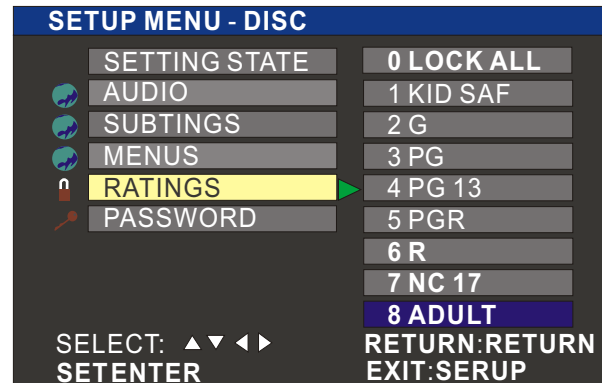 SETUP MENU - DISC
SETTING STATE
AUDIO
SUBTINGS
MENUS
RATINGS
PASSWORD
0 LOCK ALL
1 KID SAF
2 G
3 PG
4 PG 13
5 PGR
6 R
7 NC 17
8 ADULT
SELECT: ▲▼◀▶
SETENTER
RETURN:RETURN
EXIT:SERUP